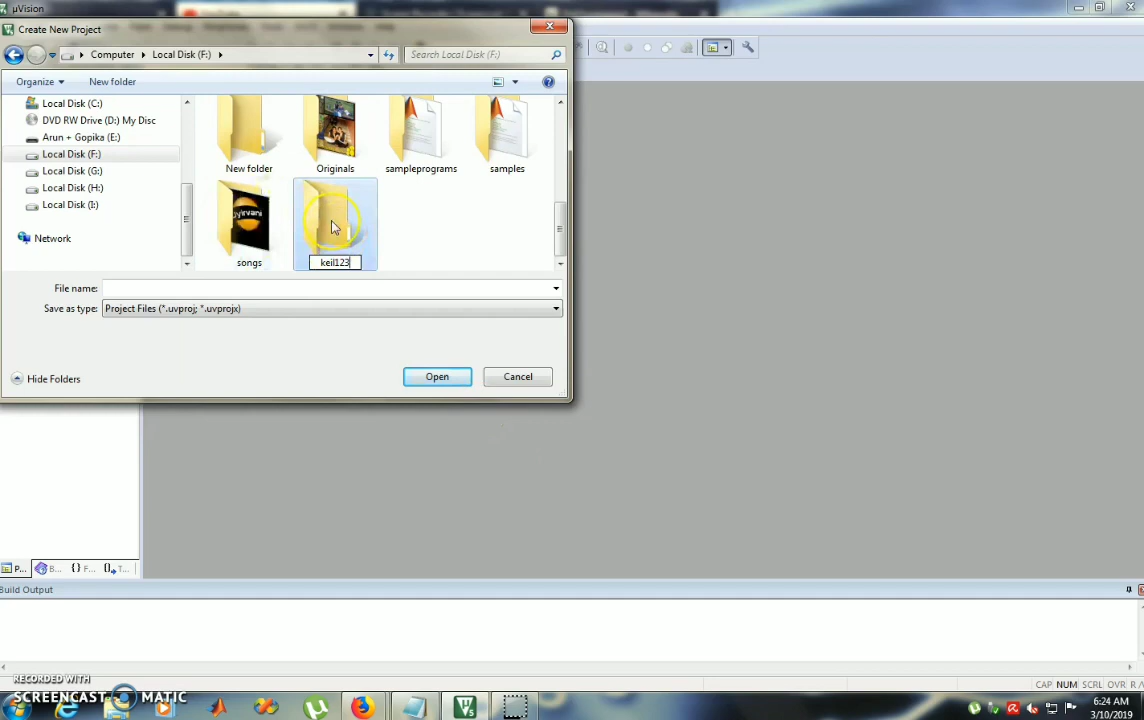 µVision
Create New Project
Computer
Local Disk (F:)
Search Local Disk (F:)
Organize
New folder
Local Disk (C:)
DVD RW Drive (D:) My Disc
Arun + Gopika (E:)
Local Disk (F:)
Local Disk (G:)
Local Disk (H:)
Local Disk (I:)
Network
New folder
Originals
sampleprograms
samples
songs
keil123
File name:
Save as type:
Project Files (*.uvproj; *.uvprojx)
Hide Folders
Open
Cancel
P...
B...
{} F...
T...
Build Output
CAP NUM SCRL OVR R
RECORDED WITH
SCREENCAST MATIC
6:24 AM
3/10/2019